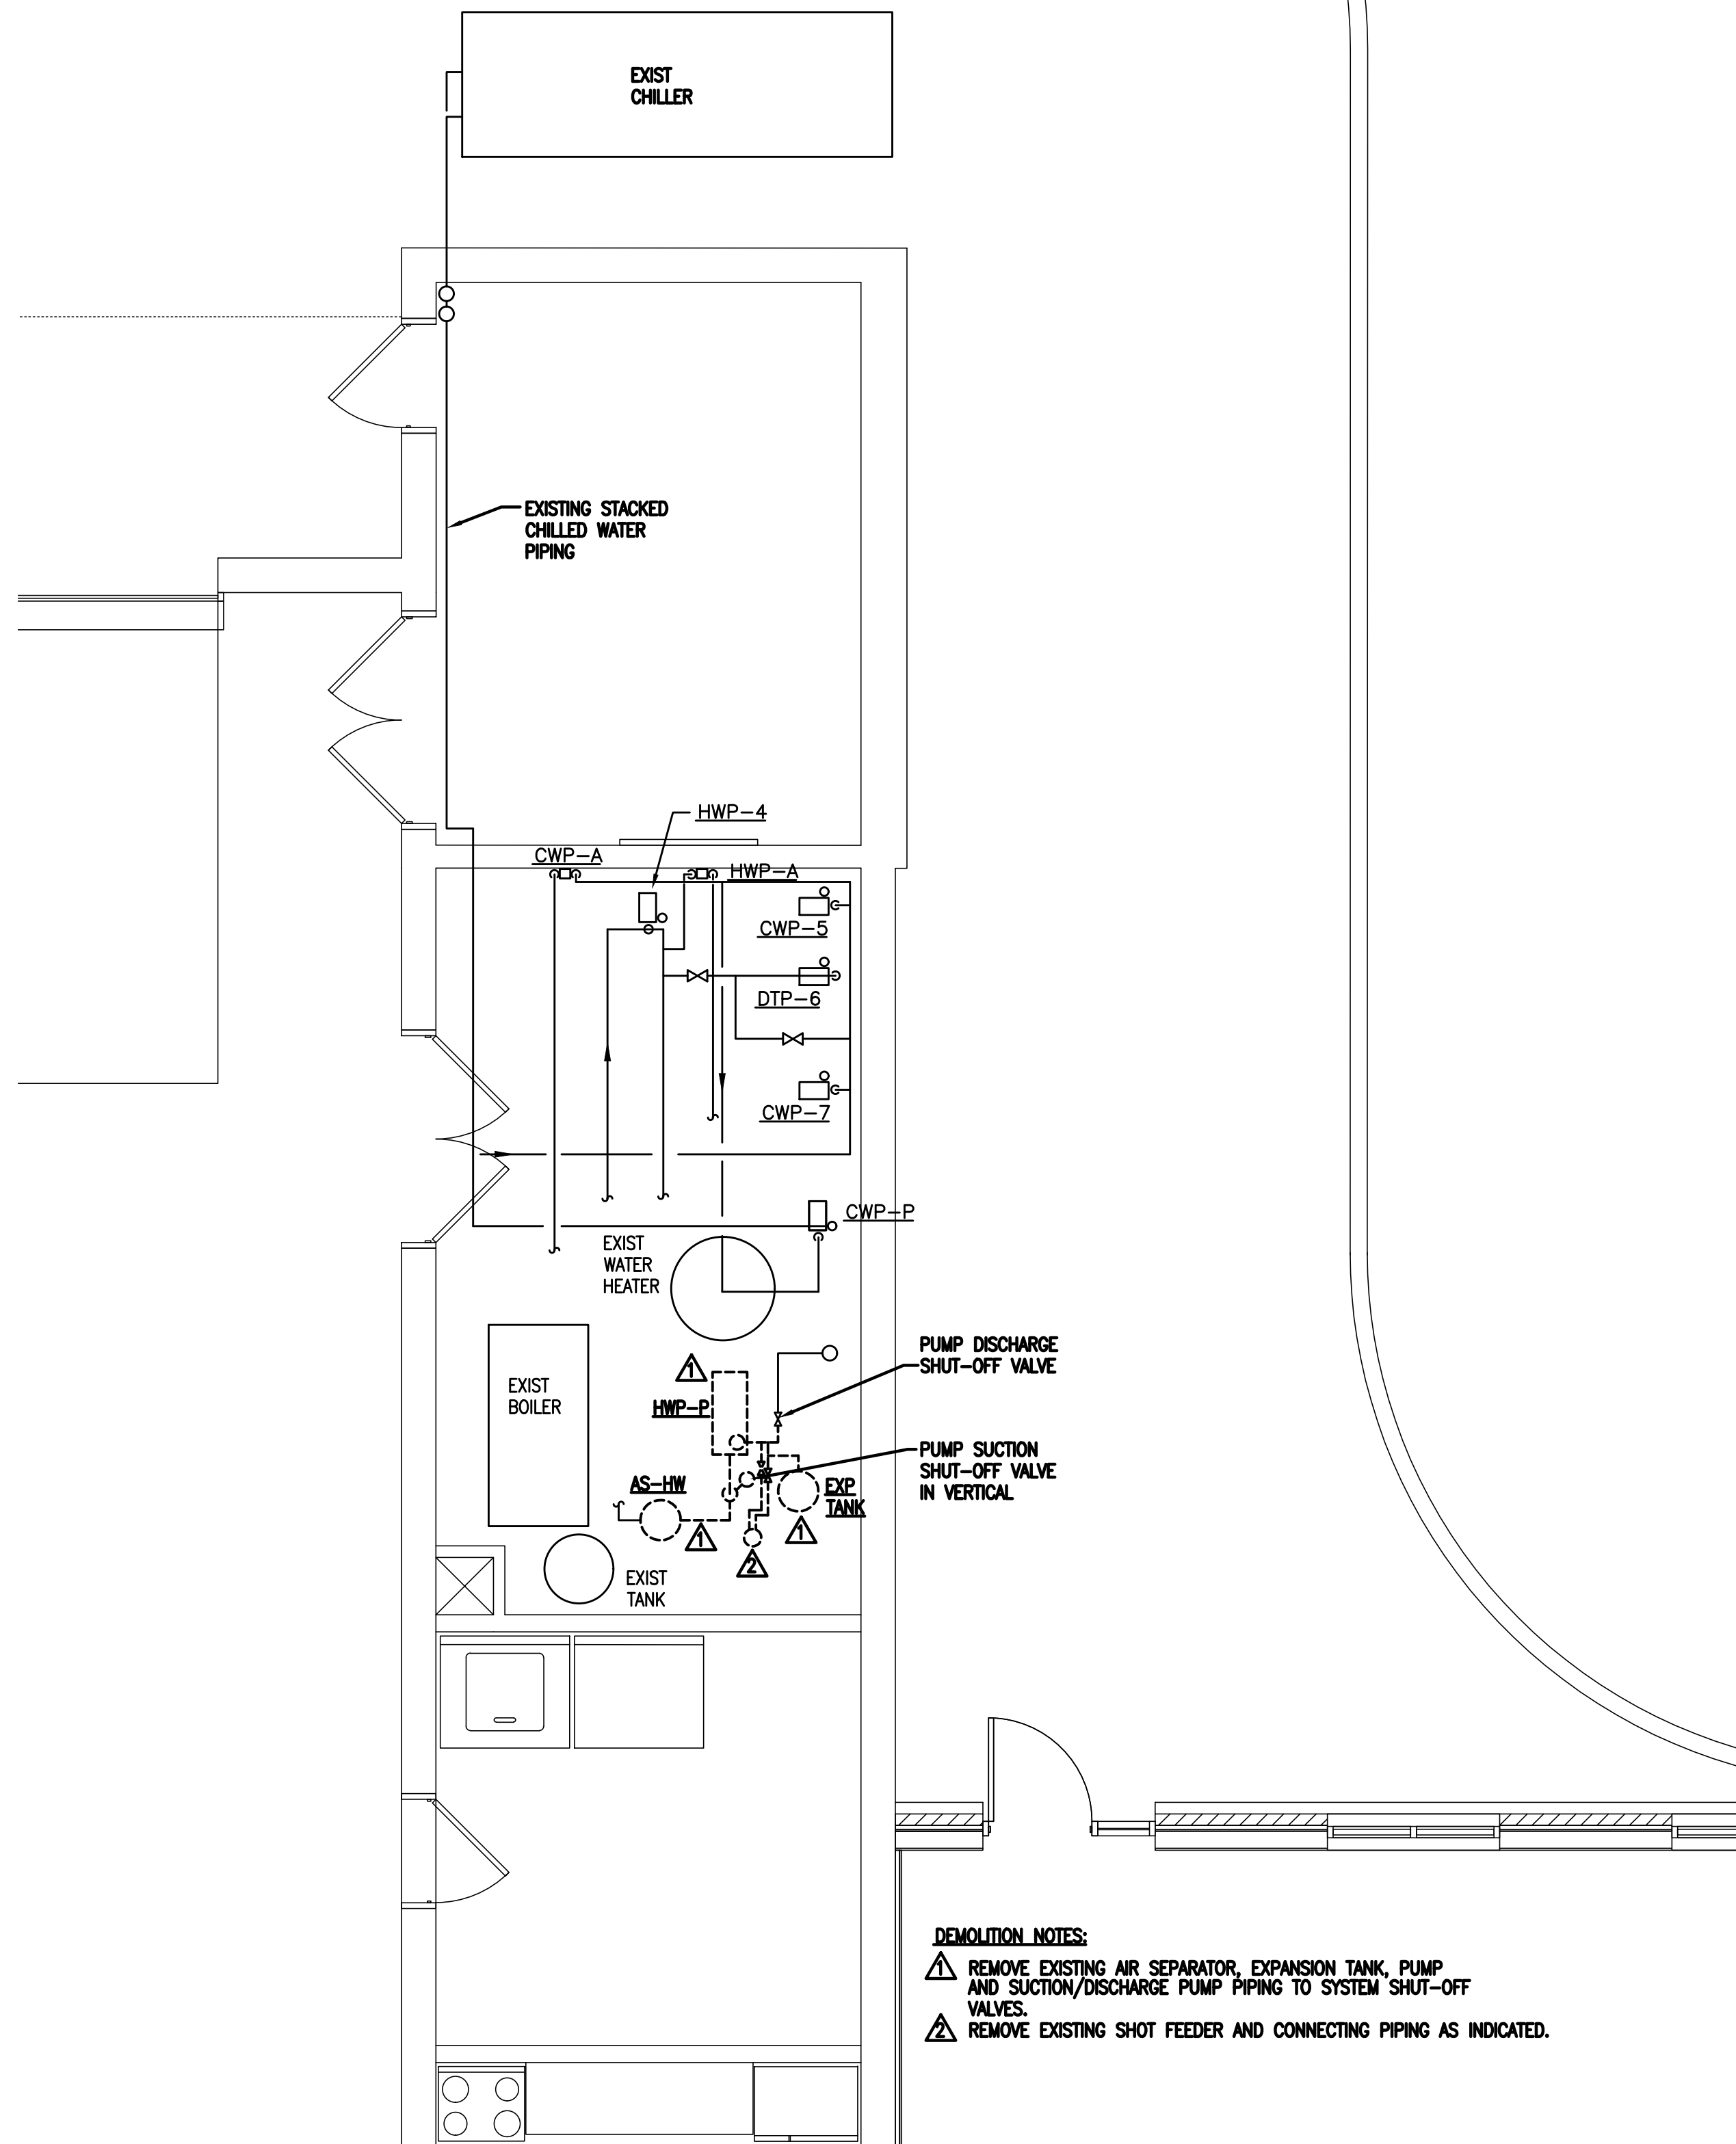 EXIST
CHILLER
EXISTING STACKED
CHILLED WATER
PIPING
HWP-4
CWP-A
HWP-A
CWP-5
DTP-6
CWP-7
CWP-P
EXIST
WATER
HEATER
PUMP DISCHARGE
SHUT-OFF VALVE
1
EXIST
BOILER
HWP-P
PUMP SUCTION
SHUT-OFF VALVE
IN VERTICAL
AS-HW
EXP
TANK
1
1
2
EXIST
TANK
DEMOLITION NOTES:
1 REMOVE EXISTING AIR SEPARATOR, EXPANSION TANK, PUMP
AND SUCTION/DISCHARGE PUMP PIPING TO SYSTEM SHUT-OFF
VALVES.
2 REMOVE EXISTING SHOT FEEDER AND CONNECTING PIPING AS INDICATED.